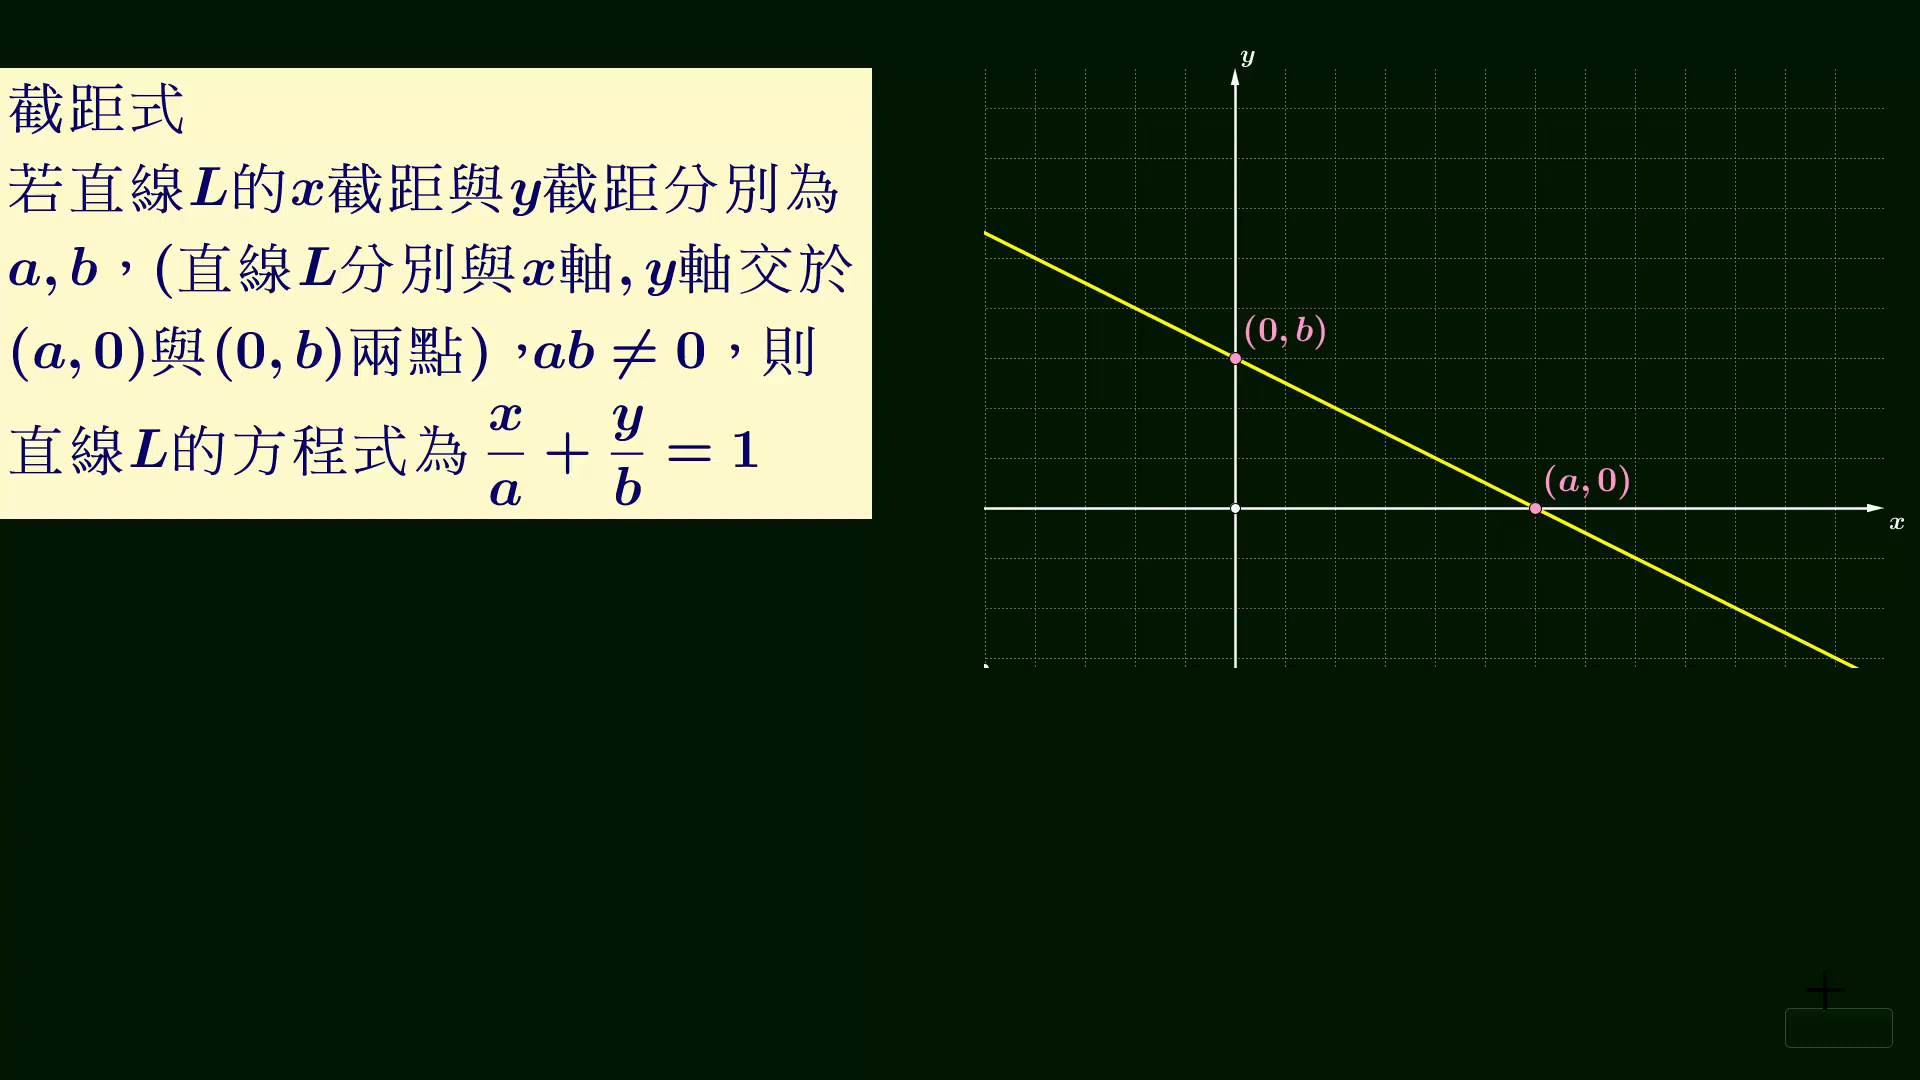 截距式
若直線L的x截距與y截距分別為
a,b，(直線L分別與x軸,y軸交於
(a,0)與(0,b)兩點)，ab≠0，則
直線L的方程式為 x/a + y/b = 1
y
(0,b)
(a,0)
x